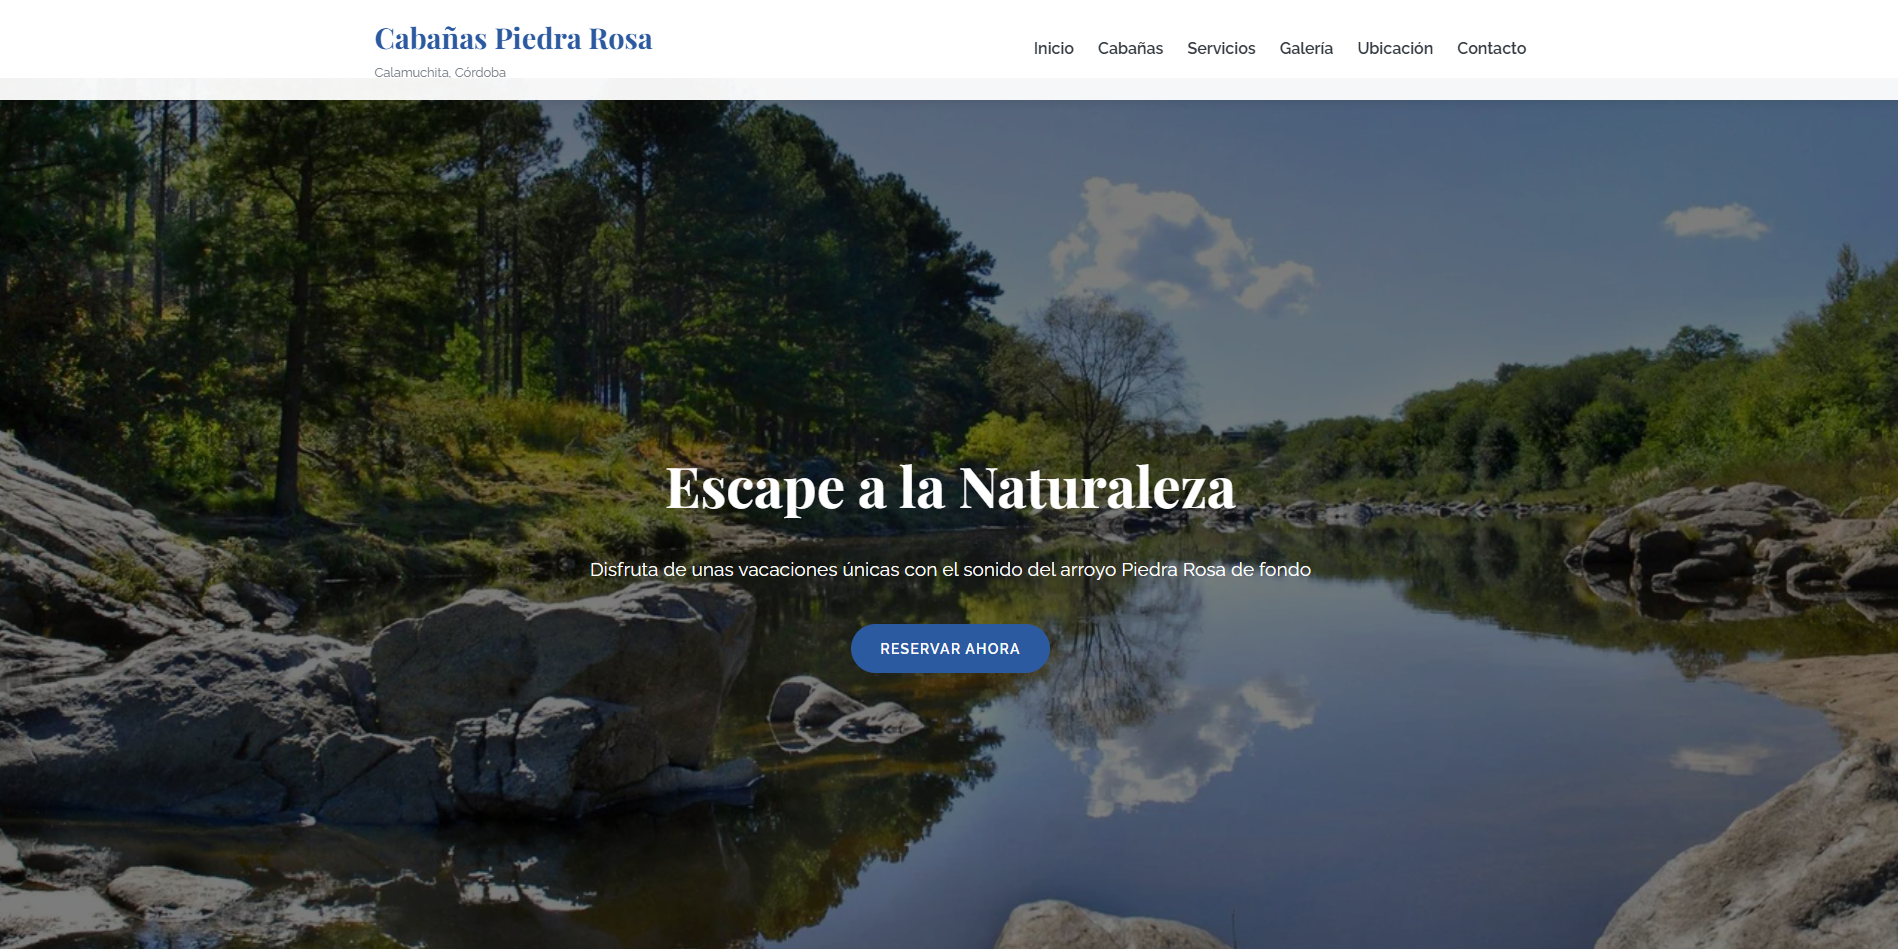 Cabañas Piedra Rosa
Calamuchita, Córdoba
Inicio Cabañas Servicios Galería Ubicación Contacto
Escape a la Naturaleza
Disfruta de unas vacaciones únicas con el sonido del arroyo Piedra Rosa de fondo
RESERVAR AHORA